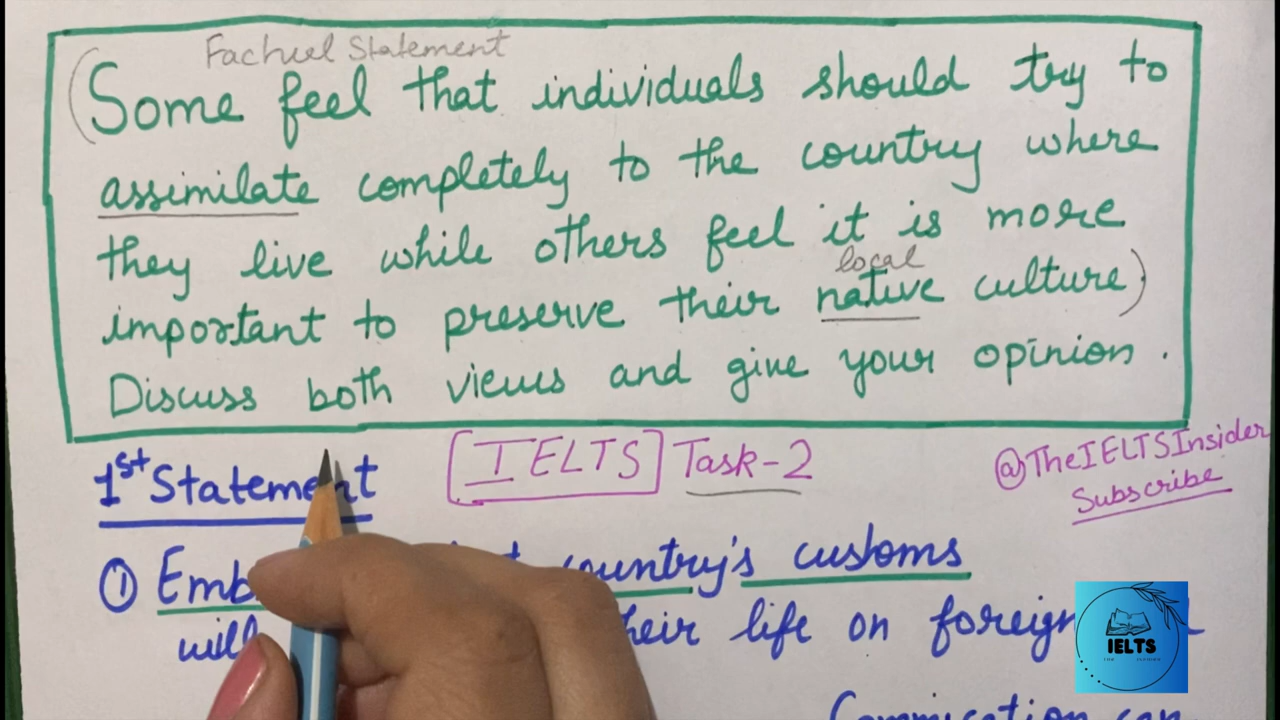 Factual Statement
(Some feel that individuals should try to
assimilate completely to the country where
they live while others feel it is more
local
important to preserve their native culture)
Discuss both views and give your opinion.
1st Statement
[IELTS] Task-2
@TheIELTSInsider
Subscribe
① country's customs
will their life on foreign
IELTS
can